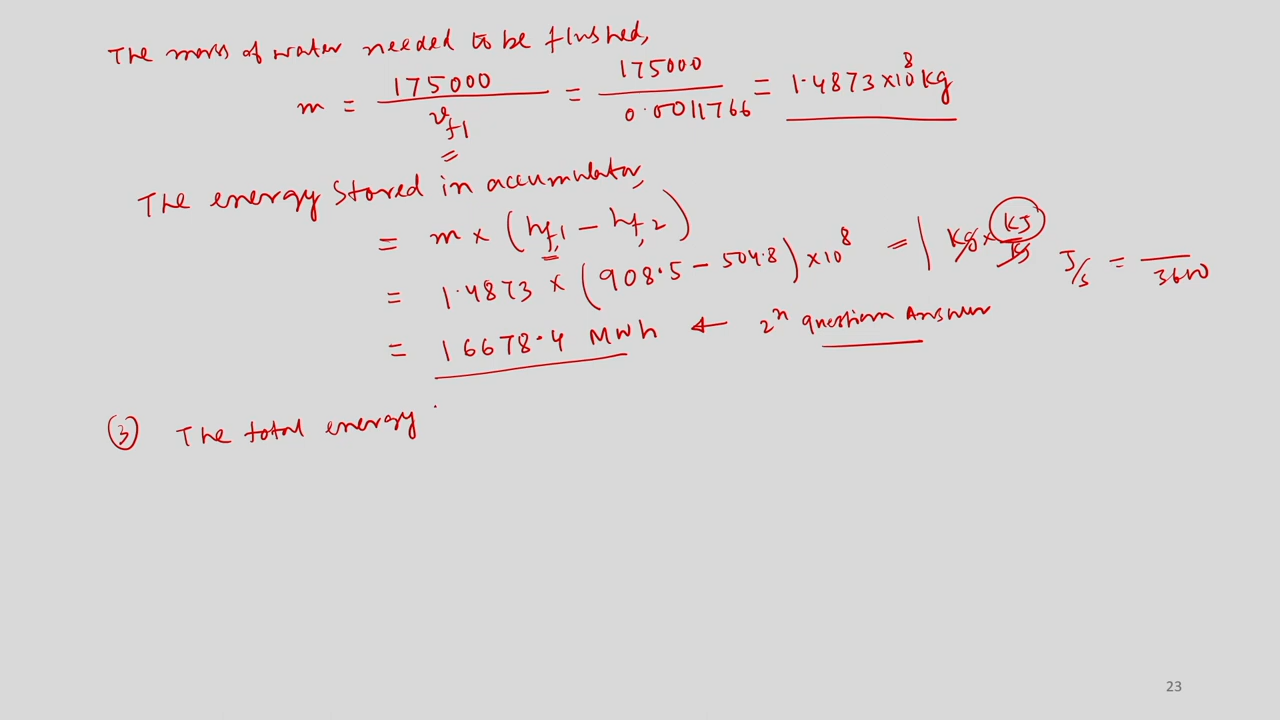 The mass of water needed to be flushed,
m = 175000 / vf1 = 175000 / 0.0011766 = 1.4873×10^8 kg
=
The energy stored in accumulator,
= m × (hf,1 − hf,2)
= 1.4873 × (908.5 − 504.8) ×10^8 = | kg × kJ/kg J/s = / 3600
= 16678.4 MWh ← 2n question Answer
③ The total energy
23